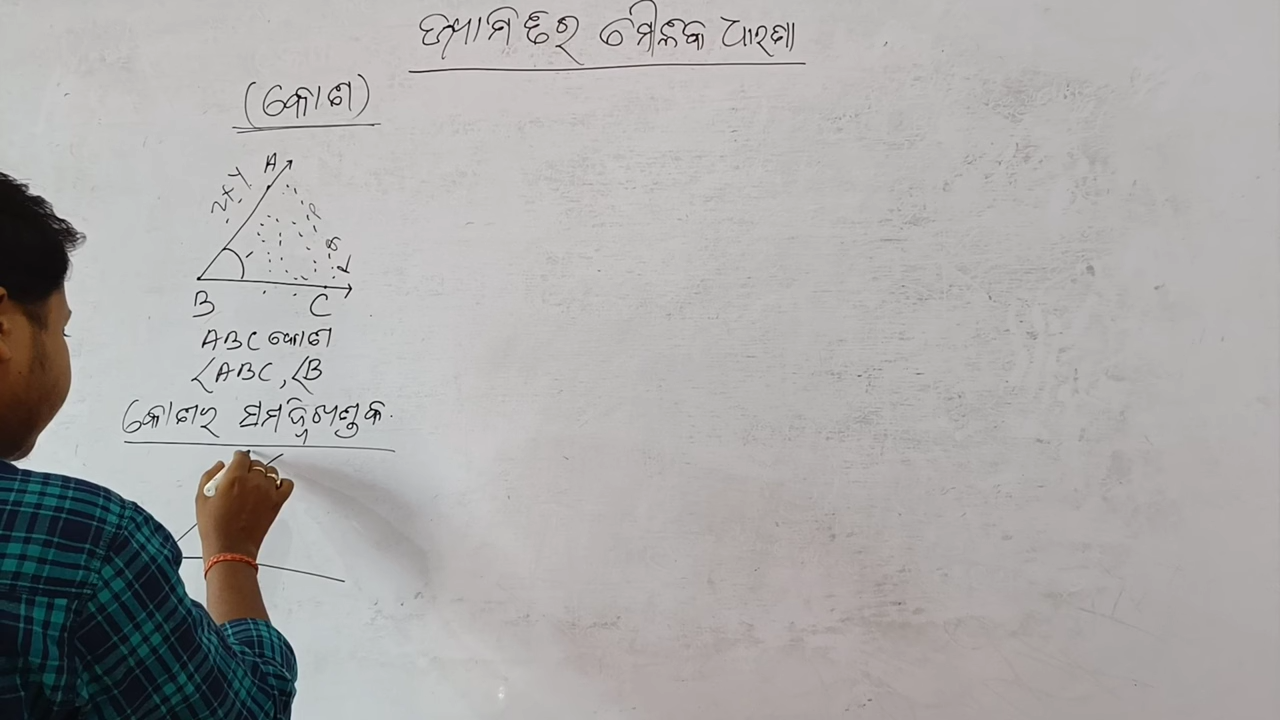 ଜ୍ୟାମିତିର ମୌଳିକ ଧାରଣା
(କୋଣ)
A
B C
ABC କୋଣ
∠ABC, ∠B
କୋଣର ସମଦ୍ୱିଖଣ୍ଡକ